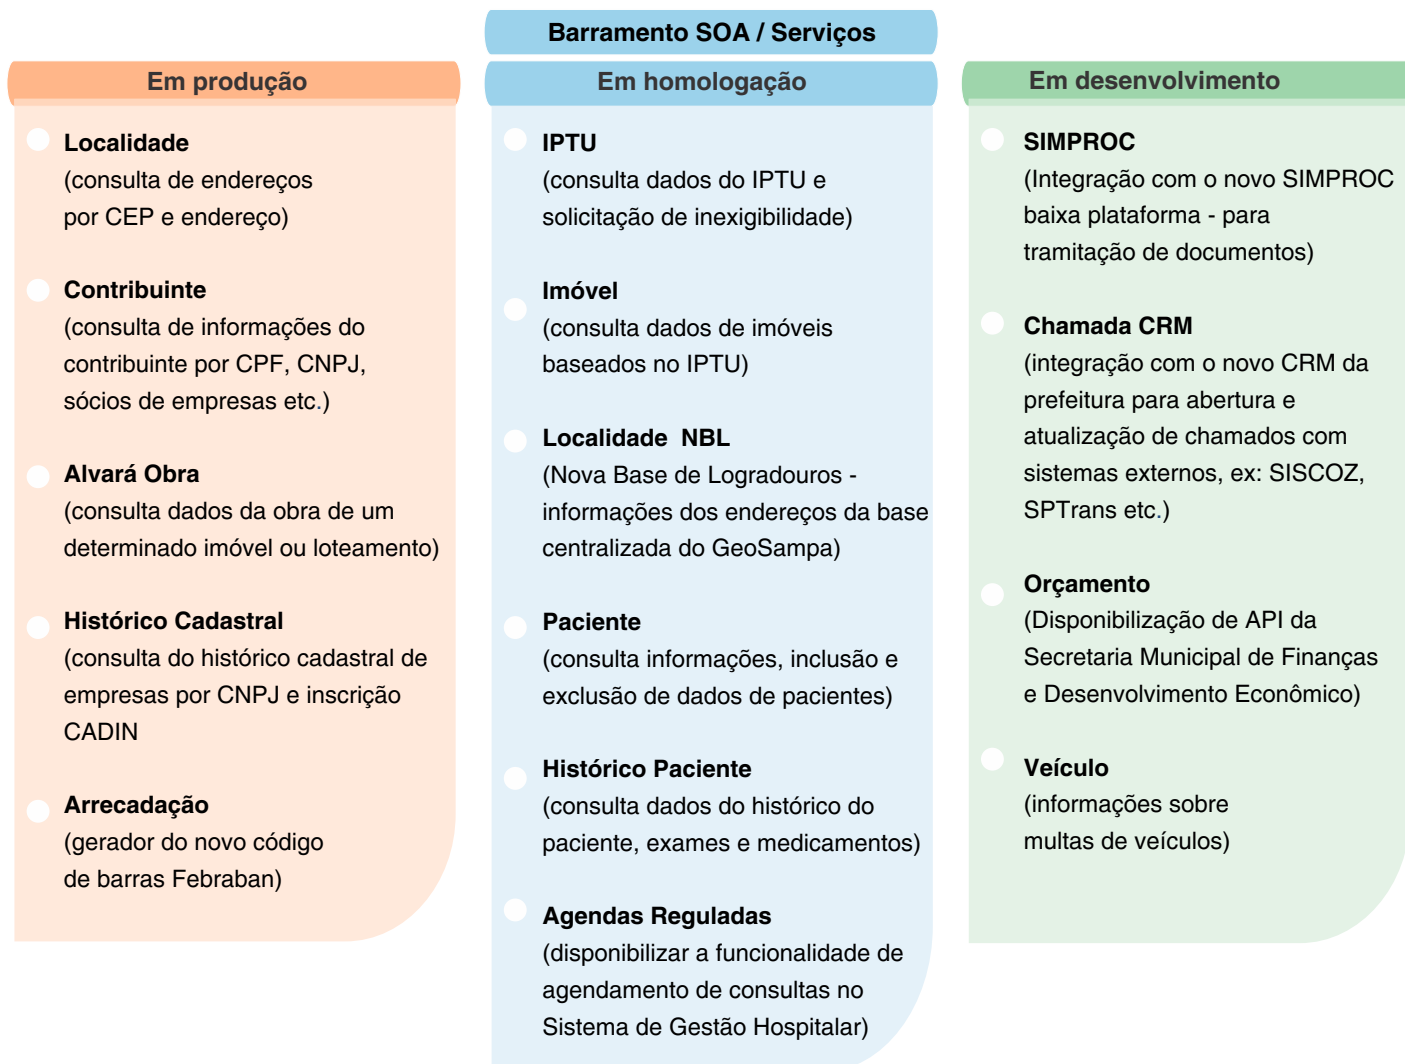 Barramento SOA / Serviços
Em produção
Localidade
(consulta de endereços
por CEP e endereço)
Contribuinte
(consulta de informações do
contribuinte por CPF, CNPJ,
sócios de empresas etc.)
Alvará Obra
(consulta dados da obra de um
determinado imóvel ou loteamento)
Histórico Cadastral
(consulta do histórico cadastral de
empresas por CNPJ e inscrição
CADIN
Arrecadação
(gerador do novo código
de barras Febraban)
Em homologação
IPTU
(consulta dados do IPTU e
solicitação de inexigibilidade)
Imóvel
(consulta dados de imóveis
baseados no IPTU)
Localidade  NBL
(Nova Base de Logradouros -
informações dos endereços da base
centralizada do GeoSampa)
Paciente
(consulta informações, inclusão e
exclusão de dados de pacientes)
Histórico Paciente
(consulta dados do histórico do
paciente, exames e medicamentos)
Agendas Reguladas
(disponibilizar a funcionalidade de
agendamento de consultas no
Sistema de Gestão Hospitalar)
Em desenvolvimento
SIMPROC
(Integração com o novo SIMPROC
baixa plataforma - para
tramitação de documentos)
Chamada CRM
(integração com o novo CRM da
prefeitura para abertura e
atualização de chamados com
sistemas externos, ex: SISCOZ,
SPTrans etc.)
Orçamento
(Disponibilização de API da
Secretaria Municipal de Finanças
e Desenvolvimento Econômico)
Veículo
(informações sobre
multas de veículos)